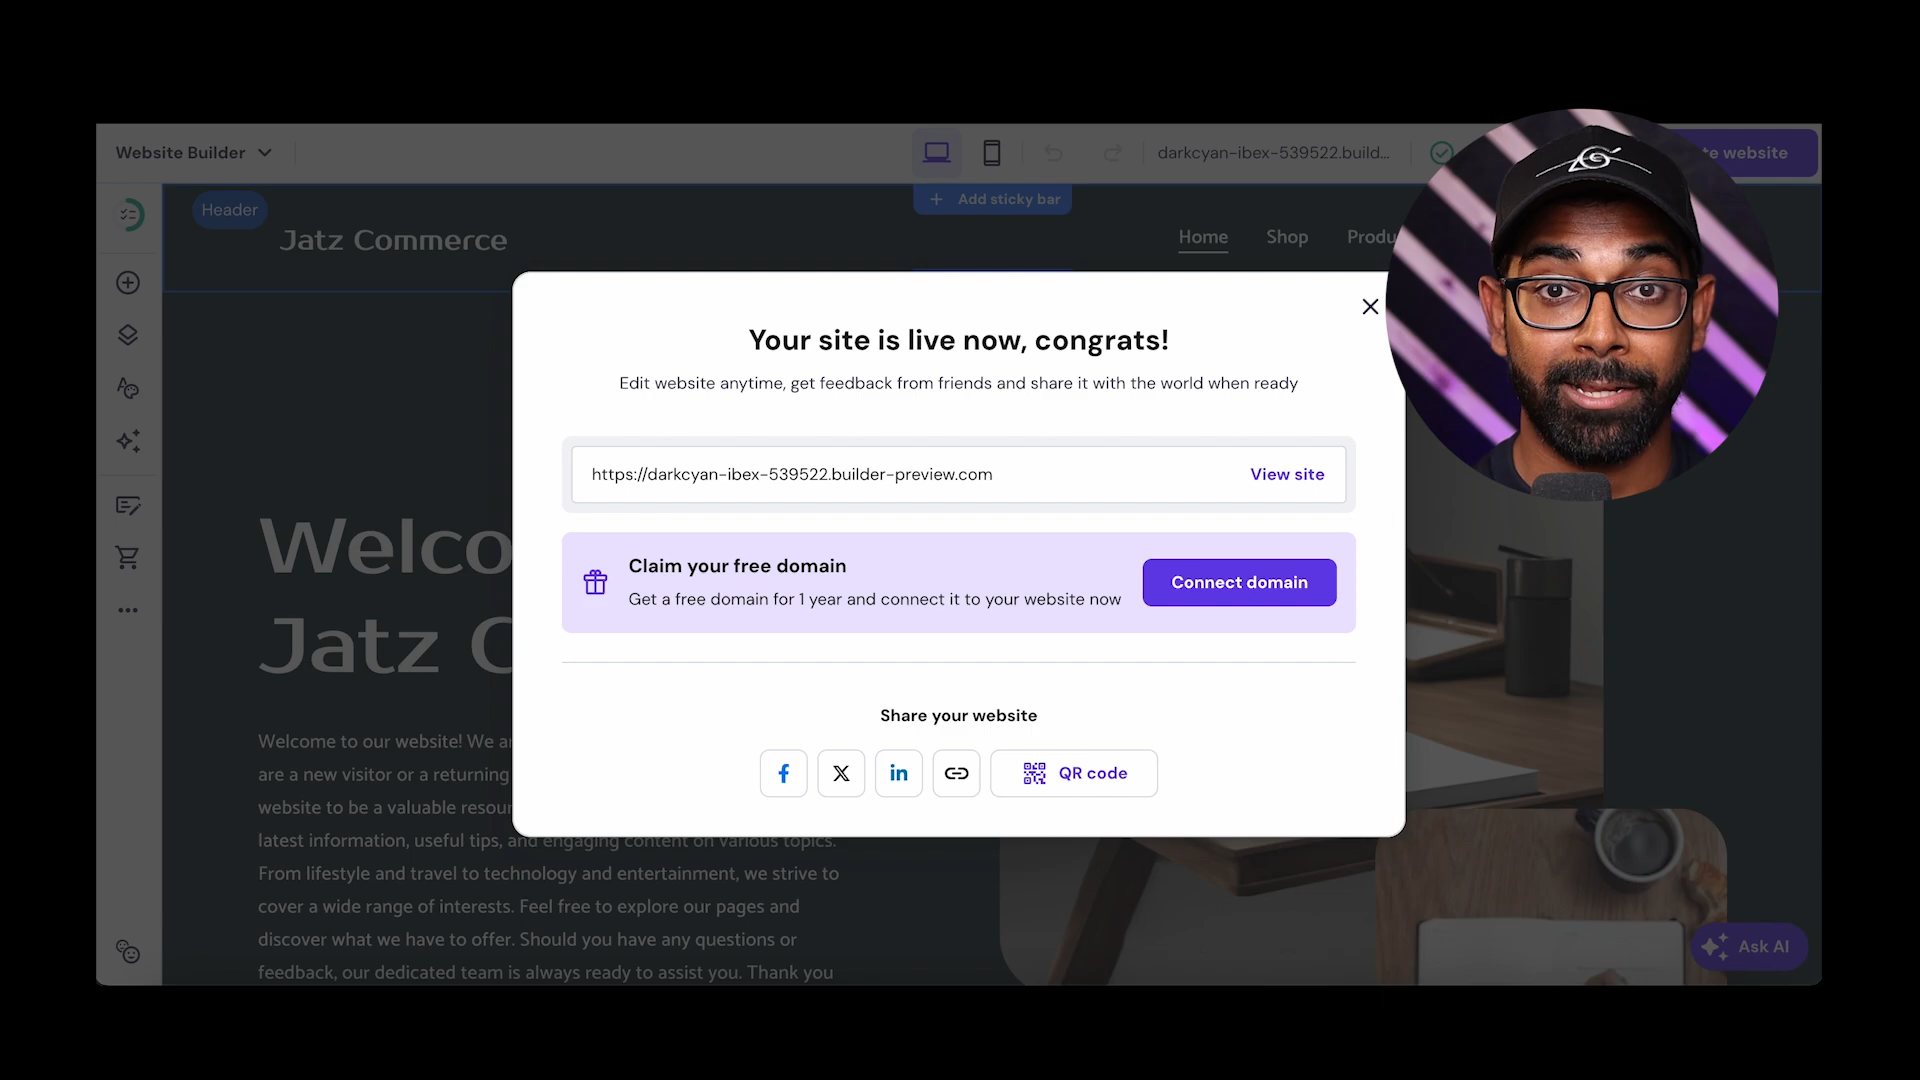 Website Builder
darkcyan-ibex-539522.build...
te website
Header
Add sticky bar
Jatz Commerce
Home
Shop
Produ
Your site is live now, congrats!
Edit website anytime, get feedback from friends and share it with the world when ready
https://darkcyan-ibex-539522.builder-preview.com
View site
Claim your free domain
Get a free domain for 1 year and connect it to your website now
Connect domain
Share your website
QR code
Welco
Jatz C
Welcome to our website! We ar
are a new visitor or a returning
website to be a valuable resour
latest information, useful tips, and engaging content on various topics.
From lifestyle and travel to technology and entertainment, we strive to
cover a wide range of interests. Feel free to explore our pages and
discover what we have to offer. Should you have any questions or
feedback, our dedicated team is always ready to assist you. Thank you
Ask AI